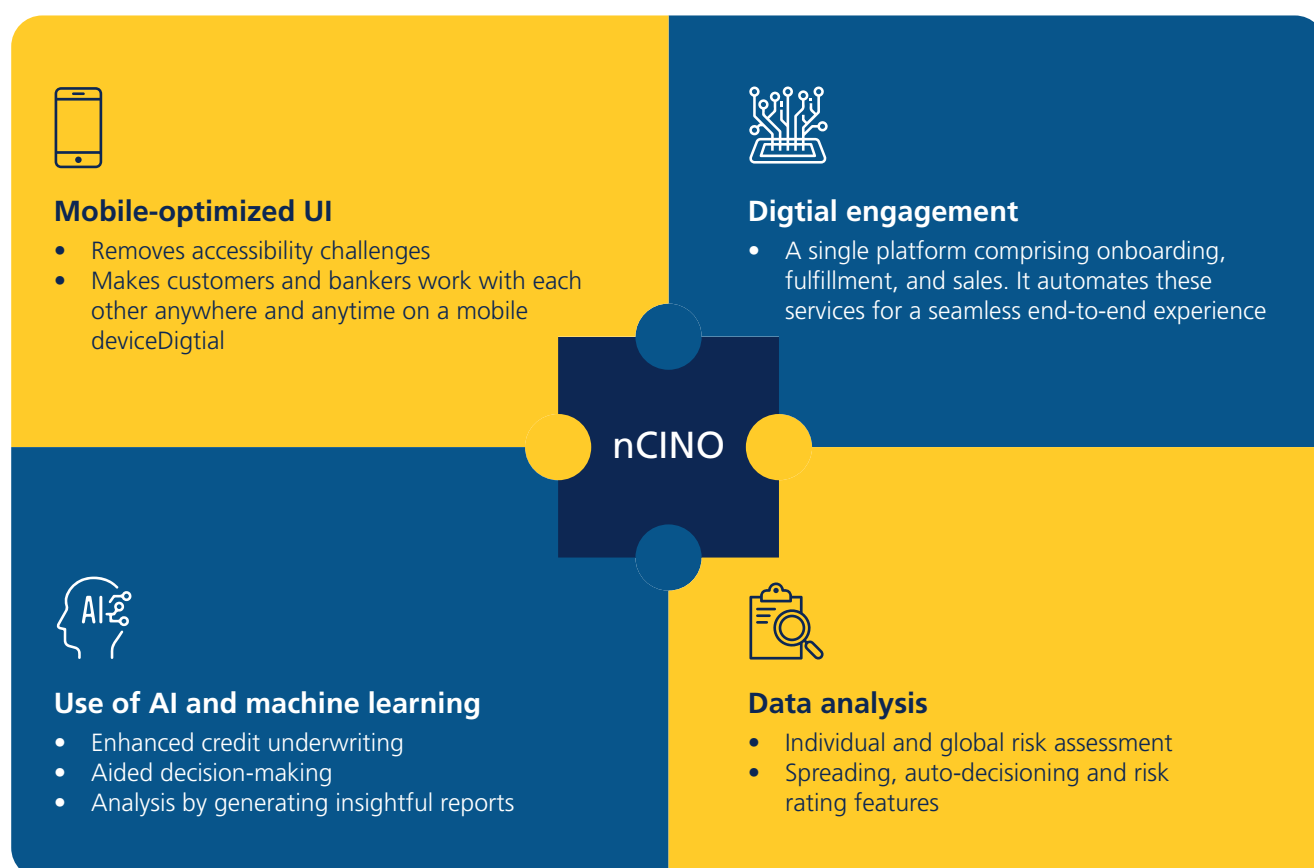 Mobile-optimized UI
• Removes accessibility challenges
• Makes customers and bankers work with each
other anywhere and anytime on a mobile
deviceDigtial
Digtial engagement
• A single platform comprising onboarding,
fulfillment, and sales. It automates these
services for a seamless end-to-end experience
nCINO
AI
Use of AI and machine learning
• Enhanced credit underwriting
• Aided decision-making
• Analysis by generating insightful reports
Data analysis
• Individual and global risk assessment
• Spreading, auto-decisioning and risk
rating features